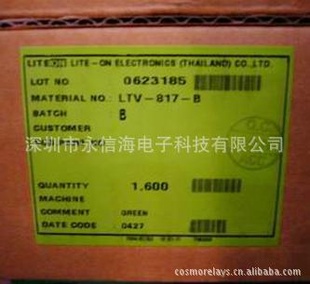 LITEON LITE-ON ELECTRONICS (THAILAND) CO.,LTD.
LOT NO 0623185
MATERIAL NO.: LTV-817-B
BATCH B
CUSTOMER
深圳市永信海电子科技有限公司
QUANTITY : 1.600
MACHINE
COMMENT : GREEN
DATE CODE : 0427
cosmorelays.cn.alibaba.com